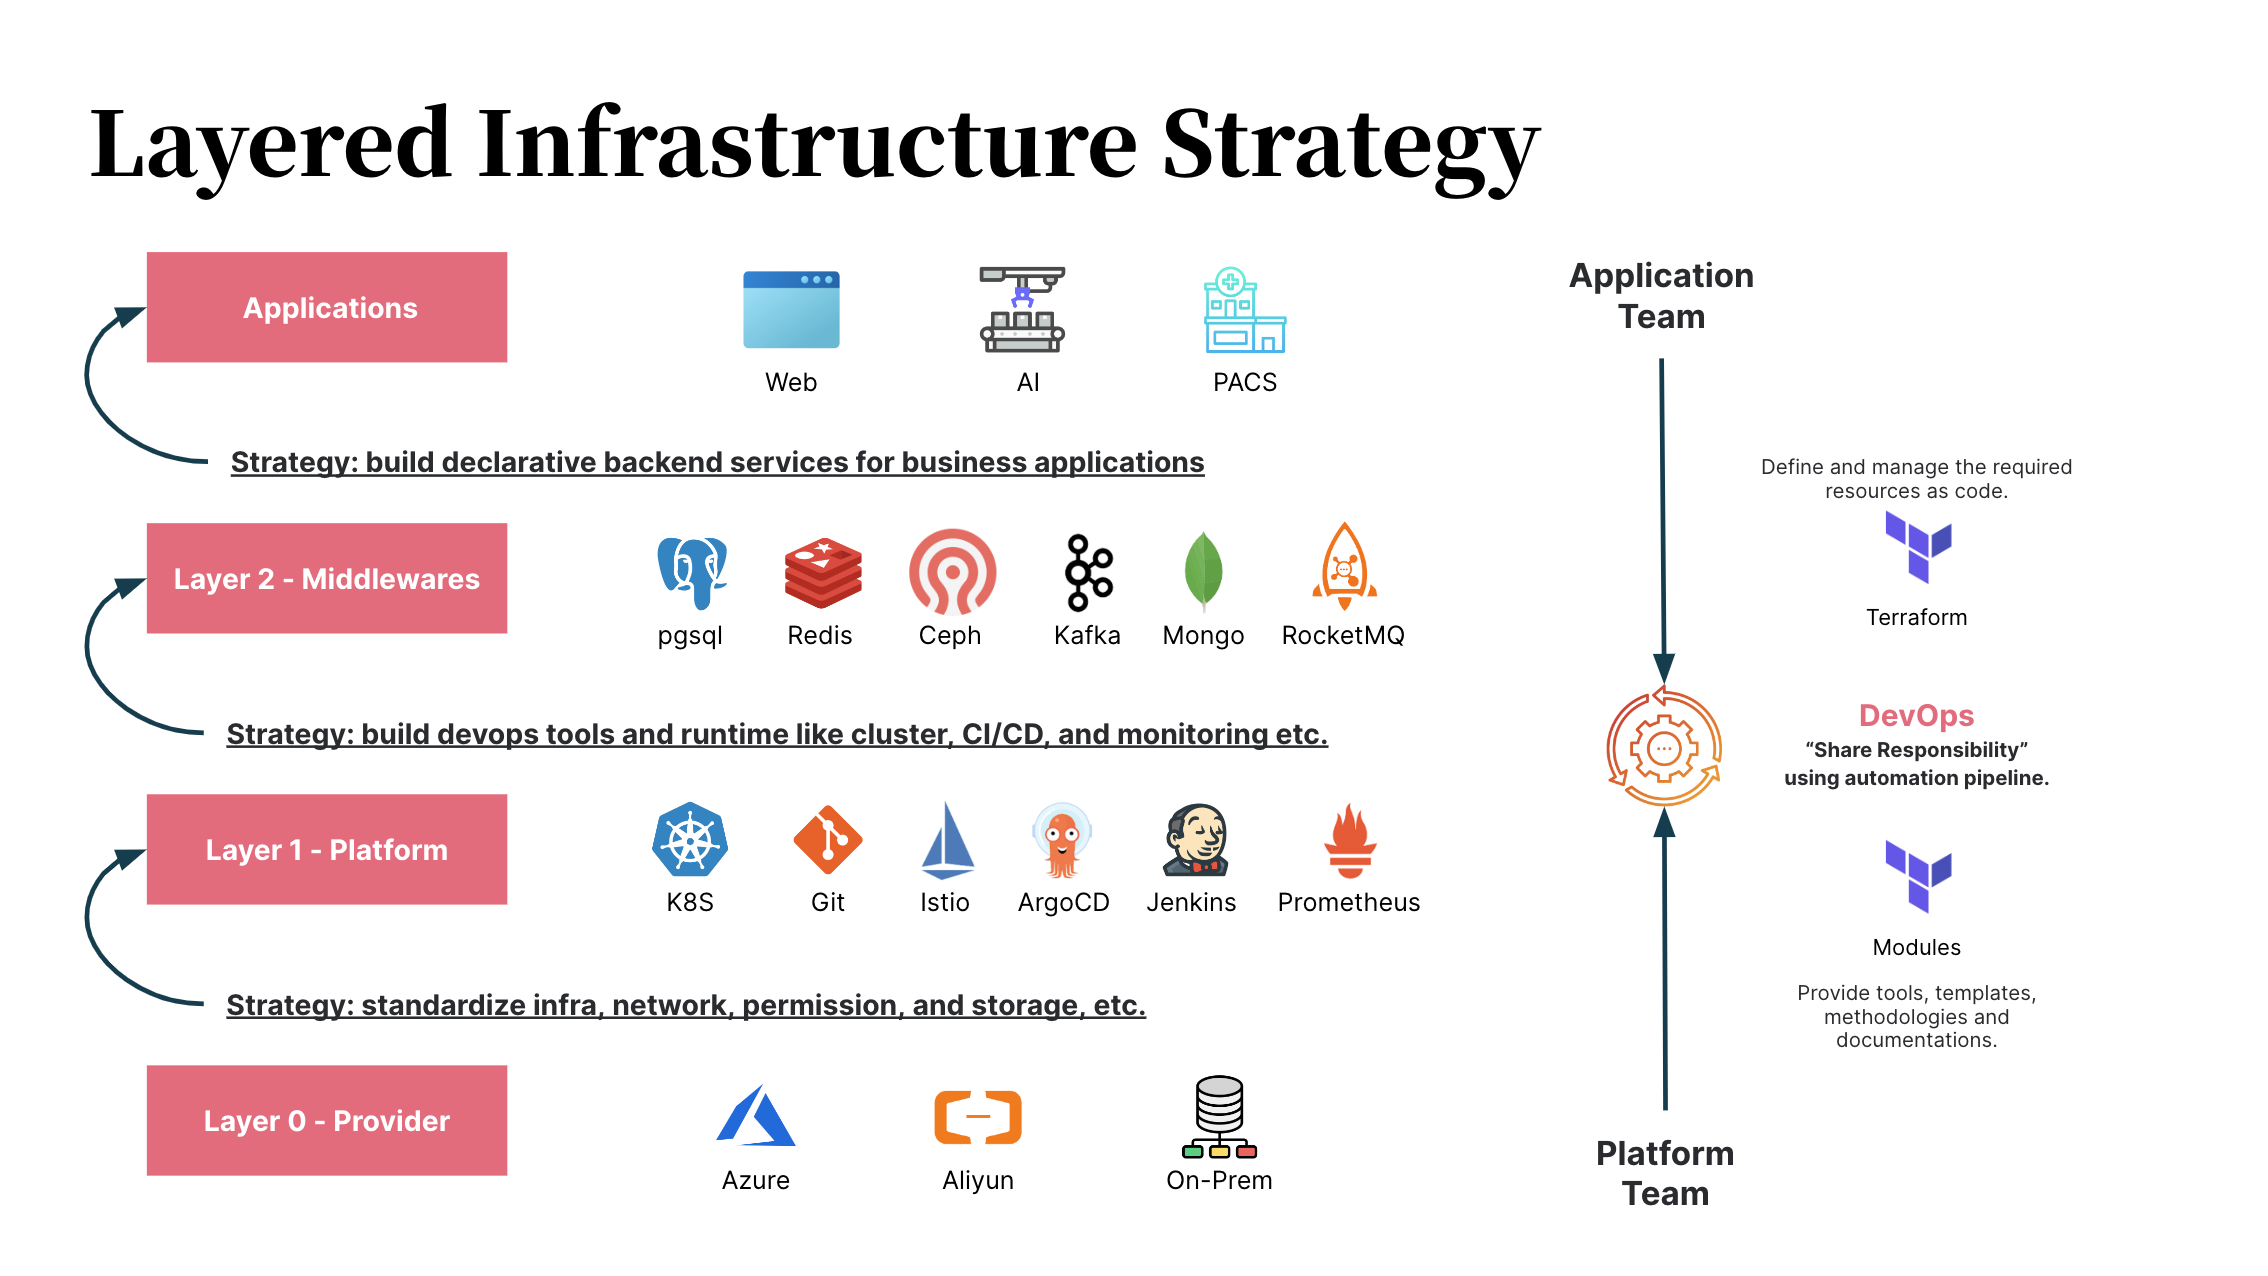 Layered Infrastructure Strategy
Applications
Web
AI
PACS
Strategy: build declarative backend services for business applications
Layer 2 - Middlewares
pgsql
Redis
Ceph
Kafka
Mongo
RocketMQ
Strategy: build devops tools and runtime like cluster, CI/CD, and monitoring etc.
Layer 1 - Platform
K8S
Git
Istio
ArgoCD
Jenkins
Prometheus
Strategy: standardize infra, network, permission, and storage, etc.
Layer 0 - Provider
Azure
Aliyun
On-Prem
Application
Team
Define and manage the required
resources as code.
Terraform
DevOps
“Share Responsibility”
using automation pipeline.
Modules
Provide tools, templates,
methodologies and
documentations.
Platform
Team